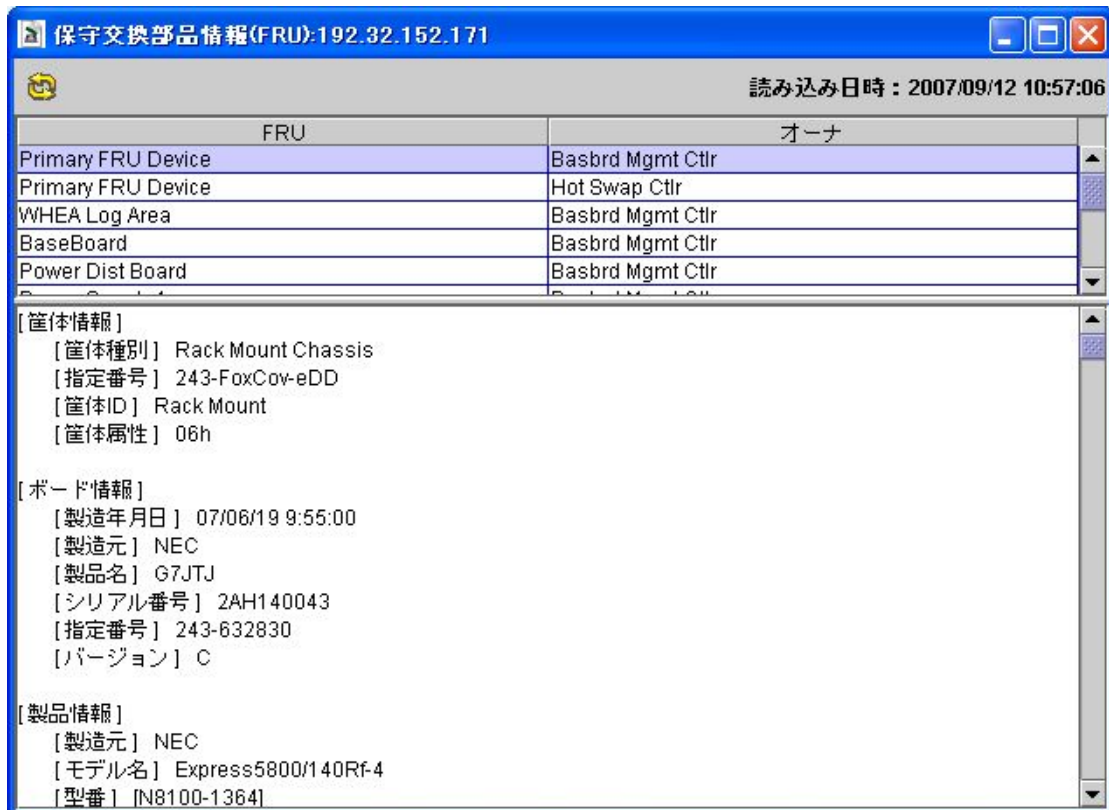 保守交換部品情報(FRU):192.32.152.171
読み込み日時:2007/09/12 10:57:06
FRU オーナ
Primary FRU Device Basbrd Mgmt Ctlr
Primary FRU Device Hot Swap Ctlr
WHEA Log Area Basbrd Mgmt Ctlr
BaseBoard Basbrd Mgmt Ctlr
Power Dist Board Basbrd Mgmt Ctlr
[筐体情報]
[筐体種別] Rack Mount Chassis
[指定番号] 243-FoxCov-eDD
[筐体ID] Rack Mount
[筐体属性] 06h
[ボード情報]
[製造年月日] 07/06/19 9:55:00
[製造元] NEC
[製品名] G7JTJ
[シリアル番号] 2AH140043
[指定番号] 243-632830
[バージョン] C
[製品情報]
[製造元] NEC
[モデル名] Express5800/140Rf-4
[型番] [N8100-1364]